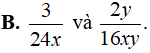 B. 3/(24x) và 2y/(16xy).